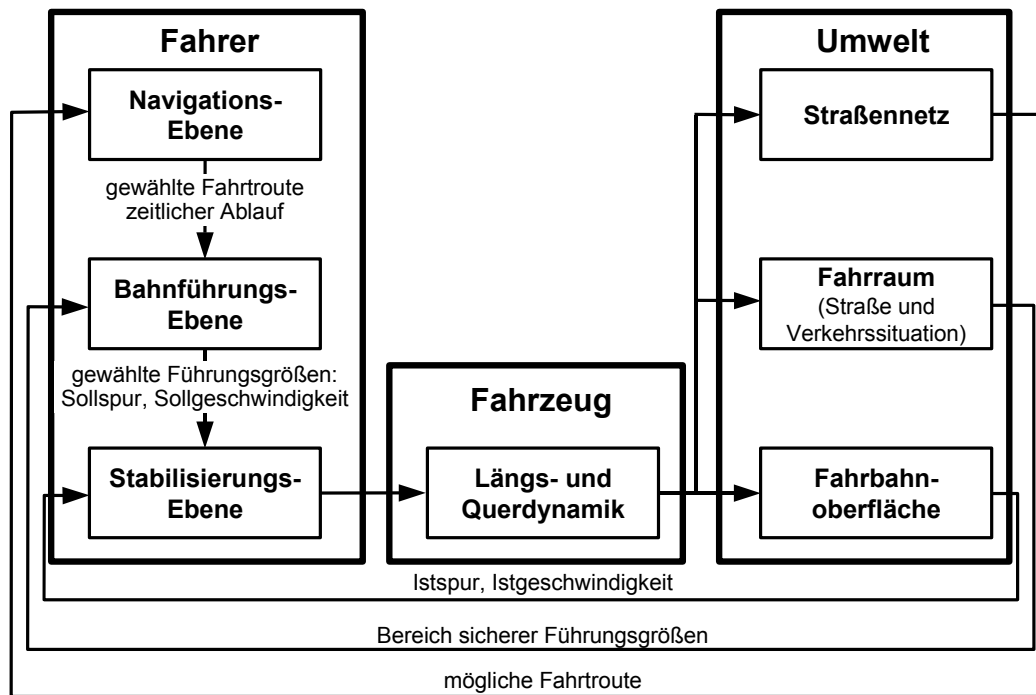 Fahrer
Navigations-
Ebene
gewählte Fahrtroute
zeitlicher Ablauf
Bahnführungs-
Ebene
gewählte Führungsgrößen:
Sollspur, Sollgeschwindigkeit
Stabilisierungs-
Ebene
Fahrzeug
Längs- und
Querdynamik
Umwelt
Straßennetz
Fahrraum
(Straße und
Verkehrssituation)
Fahrbahn-
oberfläche
Istspur, Istgeschwindigkeit
Bereich sicherer Führungsgrößen
mögliche Fahrtroute